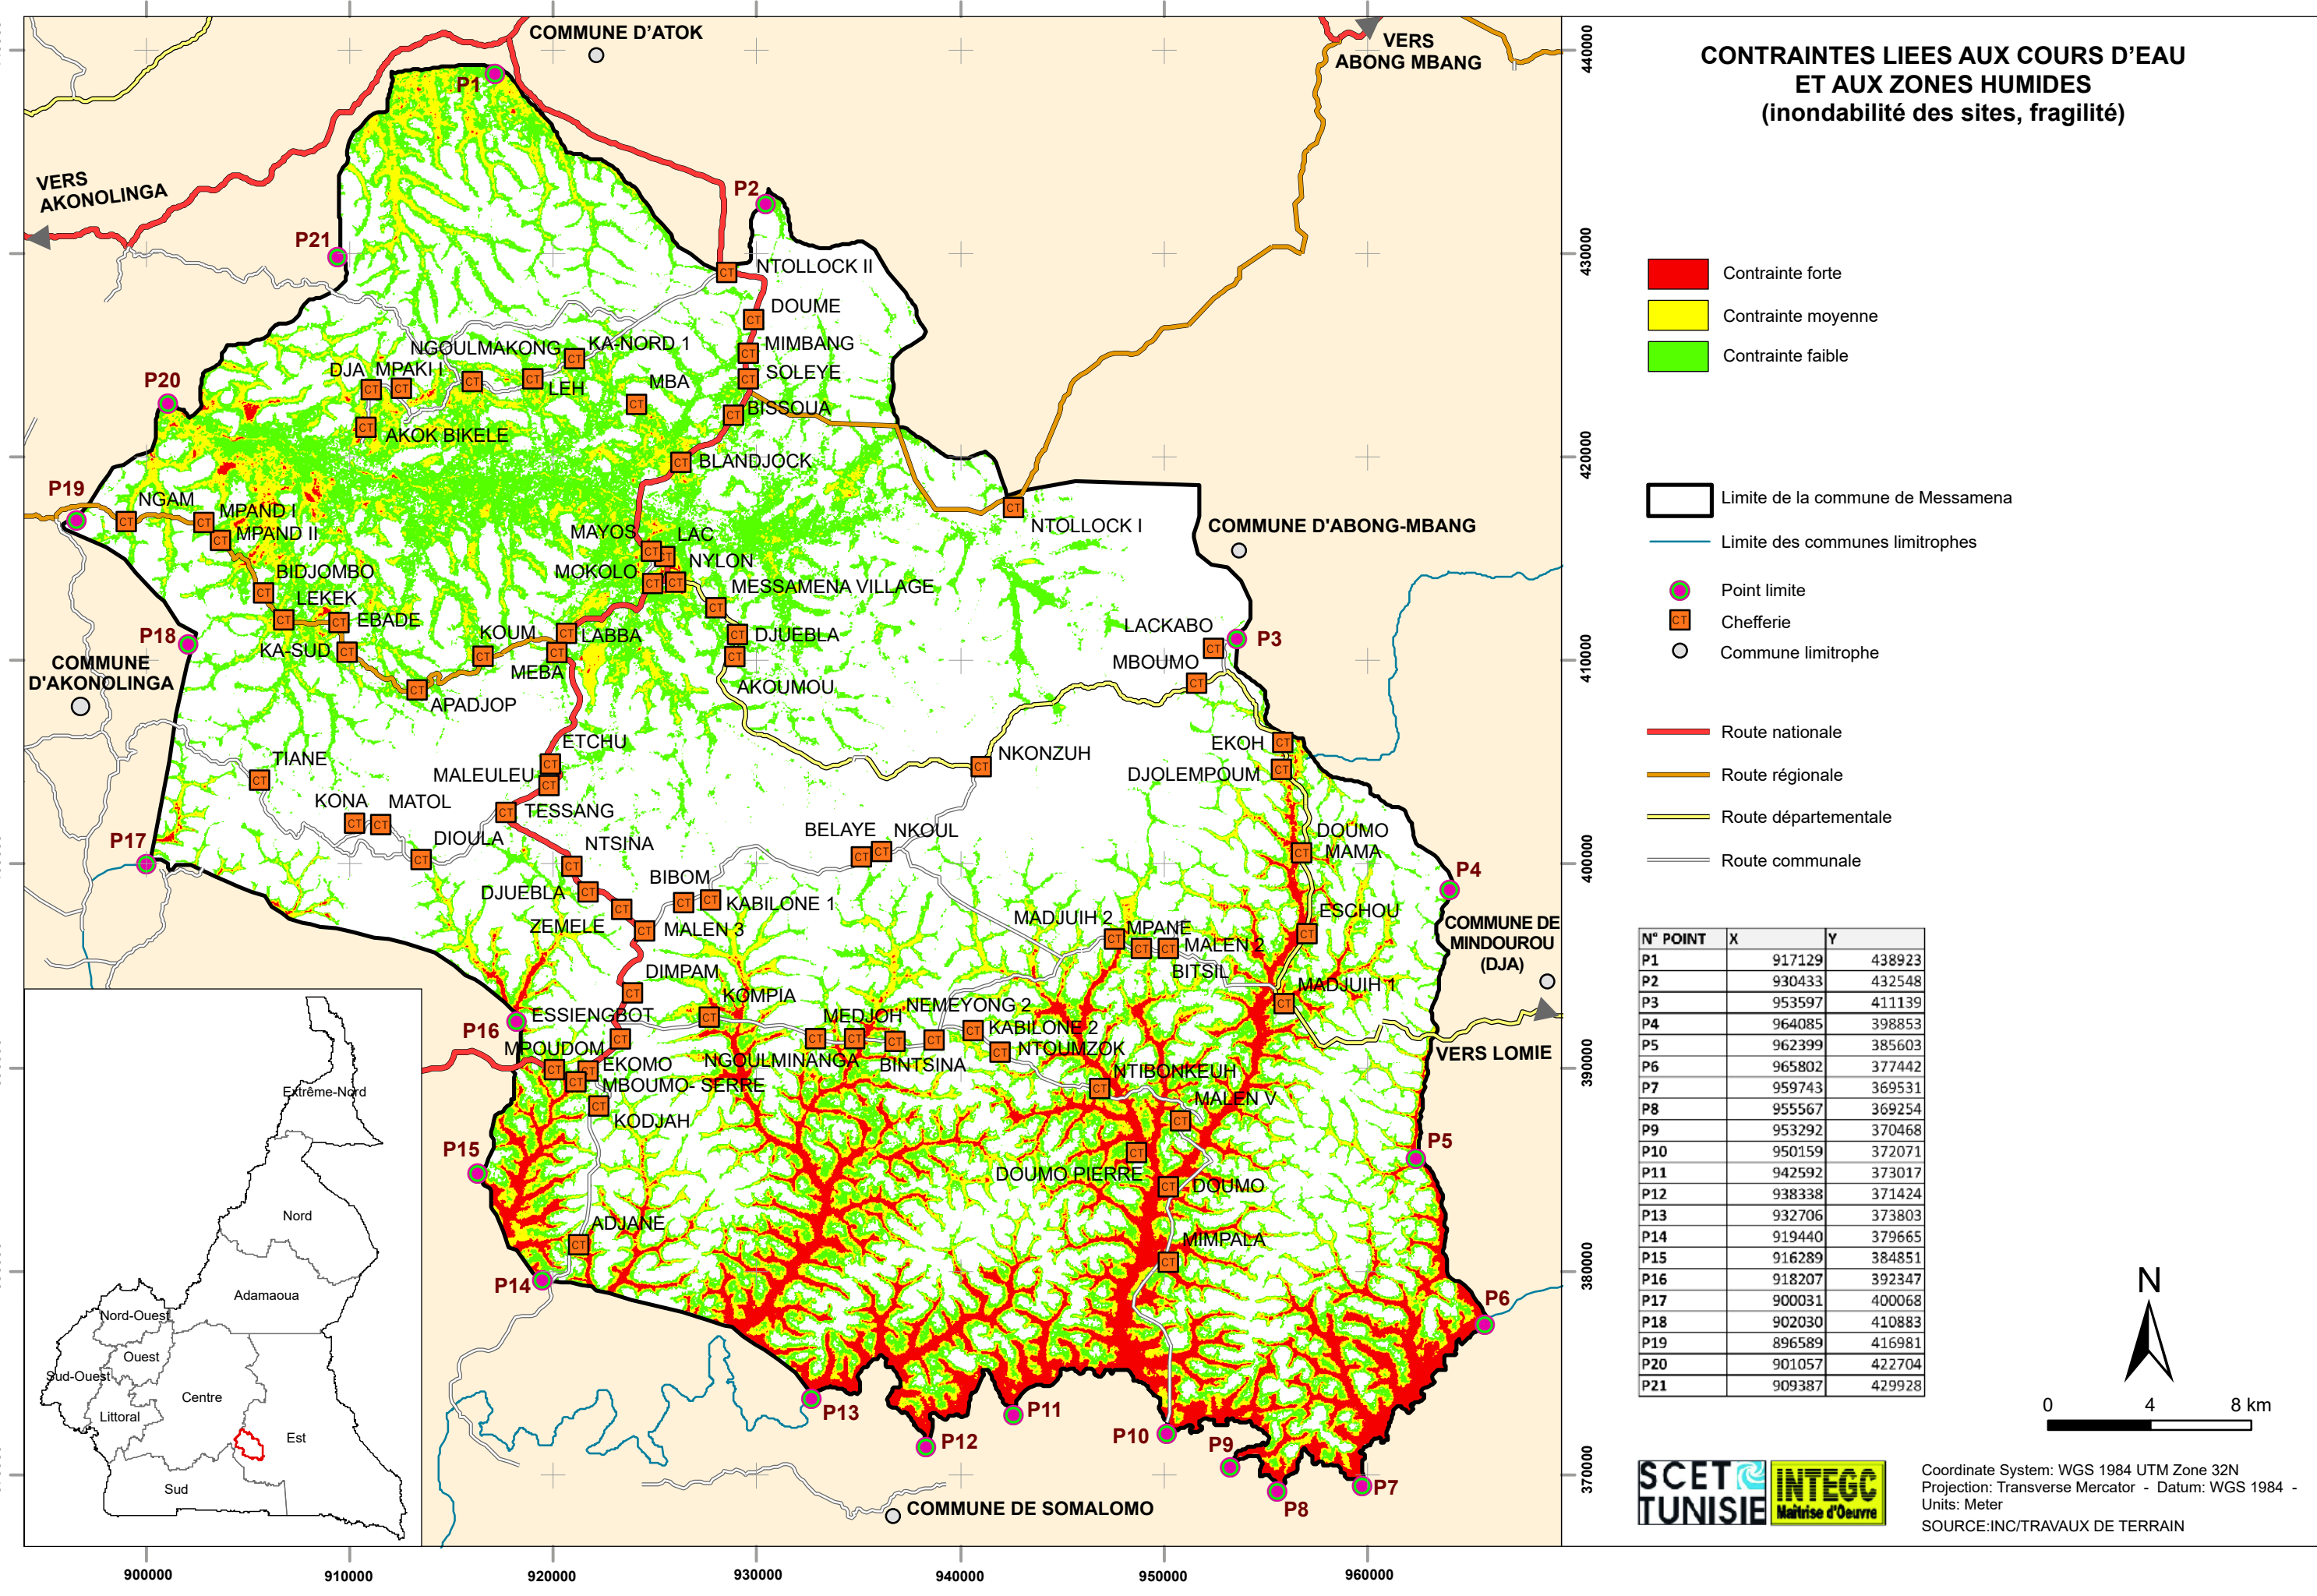 CONTRAINTES LIEES AUX COURS D'EAU
ET AUX ZONES HUMIDES
(inondabilité des sites, fragilité)
Contrainte forte
Contrainte moyenne
Contrainte faible
Limite de la commune de Messamena
Limite des communes limitrophes
Point limite
CT Chefferie
Commune limitrophe
Route nationale
Route régionale
Route départementale
Route communale
N° POINT X Y
P1 917129 438923
P2 930433 432548
P3 953597 411139
P4 964085 398853
P5 962399 385603
P6 965802 377442
P7 959743 369531
P8 955567 369254
P9 953292 370468
P10 950159 372071
P11 942592 373017
P12 938338 371424
P13 932706 373803
P14 919440 379665
P15 916289 384851
P16 918207 392347
P17 900031 400068
P18 902030 410883
P19 896589 416981
P20 901057 422704
P21 909387 429928
N
0 4 8 km
SCET
TUNISIE
INTEGC
Maîtrise d'Oeuvre
Coordinate System: WGS 1984 UTM Zone 32N
Projection: Transverse Mercator - Datum: WGS 1984 -
Units: Meter
SOURCE:INC/TRAVAUX DE TERRAIN
COMMUNE D'ATOK
VERS
ABONG MBANG
VERS
AKONOLINGA
P1
P2
P21
NTOLLOCK II
DOUME
MIMBANG
SOLEYE
NGOULMAKONG
KA-NORD 1
DJA
MPAKI I
LEH
MBA
BISSOUA
AKOK BIKELE
BLANDJOCK
P20
P19
NGAM
MPAND I
MPAND II
NTOLLOCK I
COMMUNE D'ABONG-MBANG
MAYOS
LAC
NYLON
MOKOLO
MESSAMENA VILLAGE
BIDJOMBO
LEKEK
EBADE
KA-SUD
KOUM
LABBA
MEBA
DJUEBLA
AKOUMOU
APADJOP
LACKABO
P3
MBOUMO
P18
COMMUNE
D'AKONOLINGA
ETCHU
MALEULEU
TESSANG
TIANE
KONA
MATOL
DIOULA
NTSINA
NKONZUH
EKOH
DJOLEMPOUM
BELAYE
NKOUL
DOUMO
MAMA
P17
P4
DJUEBLA
BIBOM
KABILONE 1
ZEMELE
MALEN 3
MADJUIH 2
MPANE
MALEN 2
BITSIL
ESCHOU
COMMUNE DE
MINDOUROU
(DJA)
DIMPAM
KOMPIA
MADJUIH 1
P16
ESSIENGBOT
MEDJOH
NEMEYONG 2
KABILONE 2
NTOUMZOK
VERS LOMIE
MPOUDOM
EKOMO
NGOULMINANGA
BINTSINA
NTIBONKEUH
MBOUMO- SERRE
KODJAH
MALEN V
P15
P5
DOUMO PIERRE
DOUMO
ADJANE
MIMPALA
P14
P6
P13
P12
P11
P10
P9
P8
P7
COMMUNE DE SOMALOMO
Extrême-Nord
Nord
Adamaoua
Nord-Ouest
Ouest
Sud-Ouest
Centre
Littoral
Est
Sud
440000
430000
420000
410000
400000
390000
380000
370000
900000 910000 920000 930000 940000 950000 960000